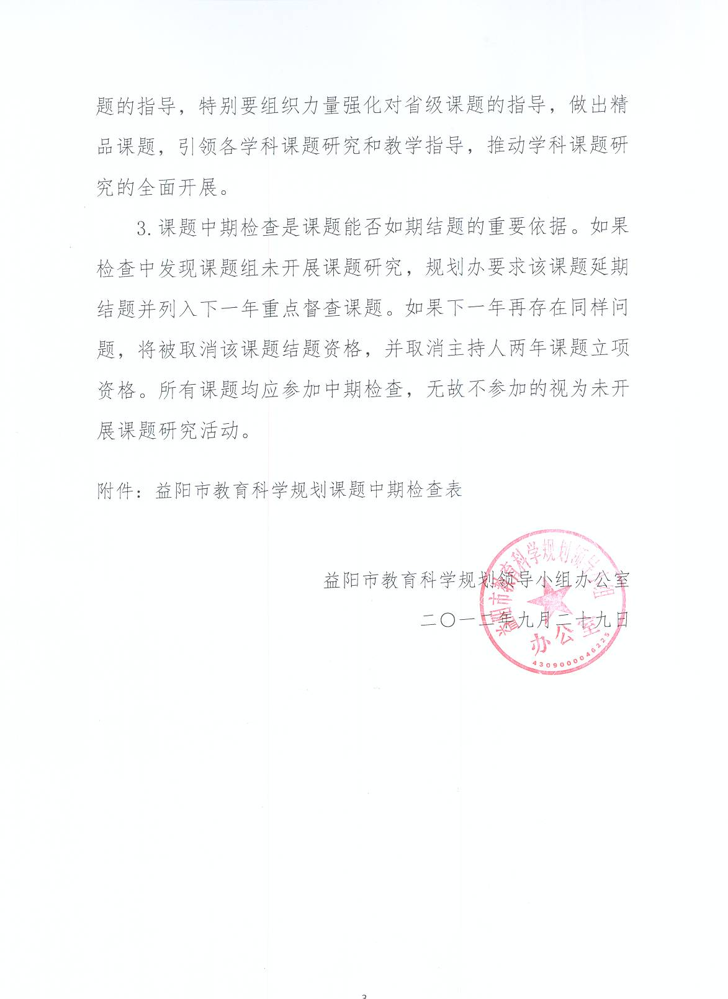 题的指导，特别要组织力量强化对省级课题的指导，做出精
品课题，引领各学科课题研究和教学指导，推动学科课题研
究的全面开展。
3.课题中期检查是课题能否如期结题的重要依据。如果
检查中发现课题组未开展课题研究，规划办要求该课题延期
结题并列入下一年重点督查课题。如果下一年再存在同样问
题，将被取消该课题结题资格，并取消主持人两年课题立项
资格。所有课题均应参加中期检查，无故不参加的视为未开
展课题研究活动。
附件：益阳市教育科学规划课题中期检查表
益阳市教育科学规划领导小组办公室
二〇一二年九月二十九日
益阳市教育科学规划领导小组
办公室
4309000046225
3